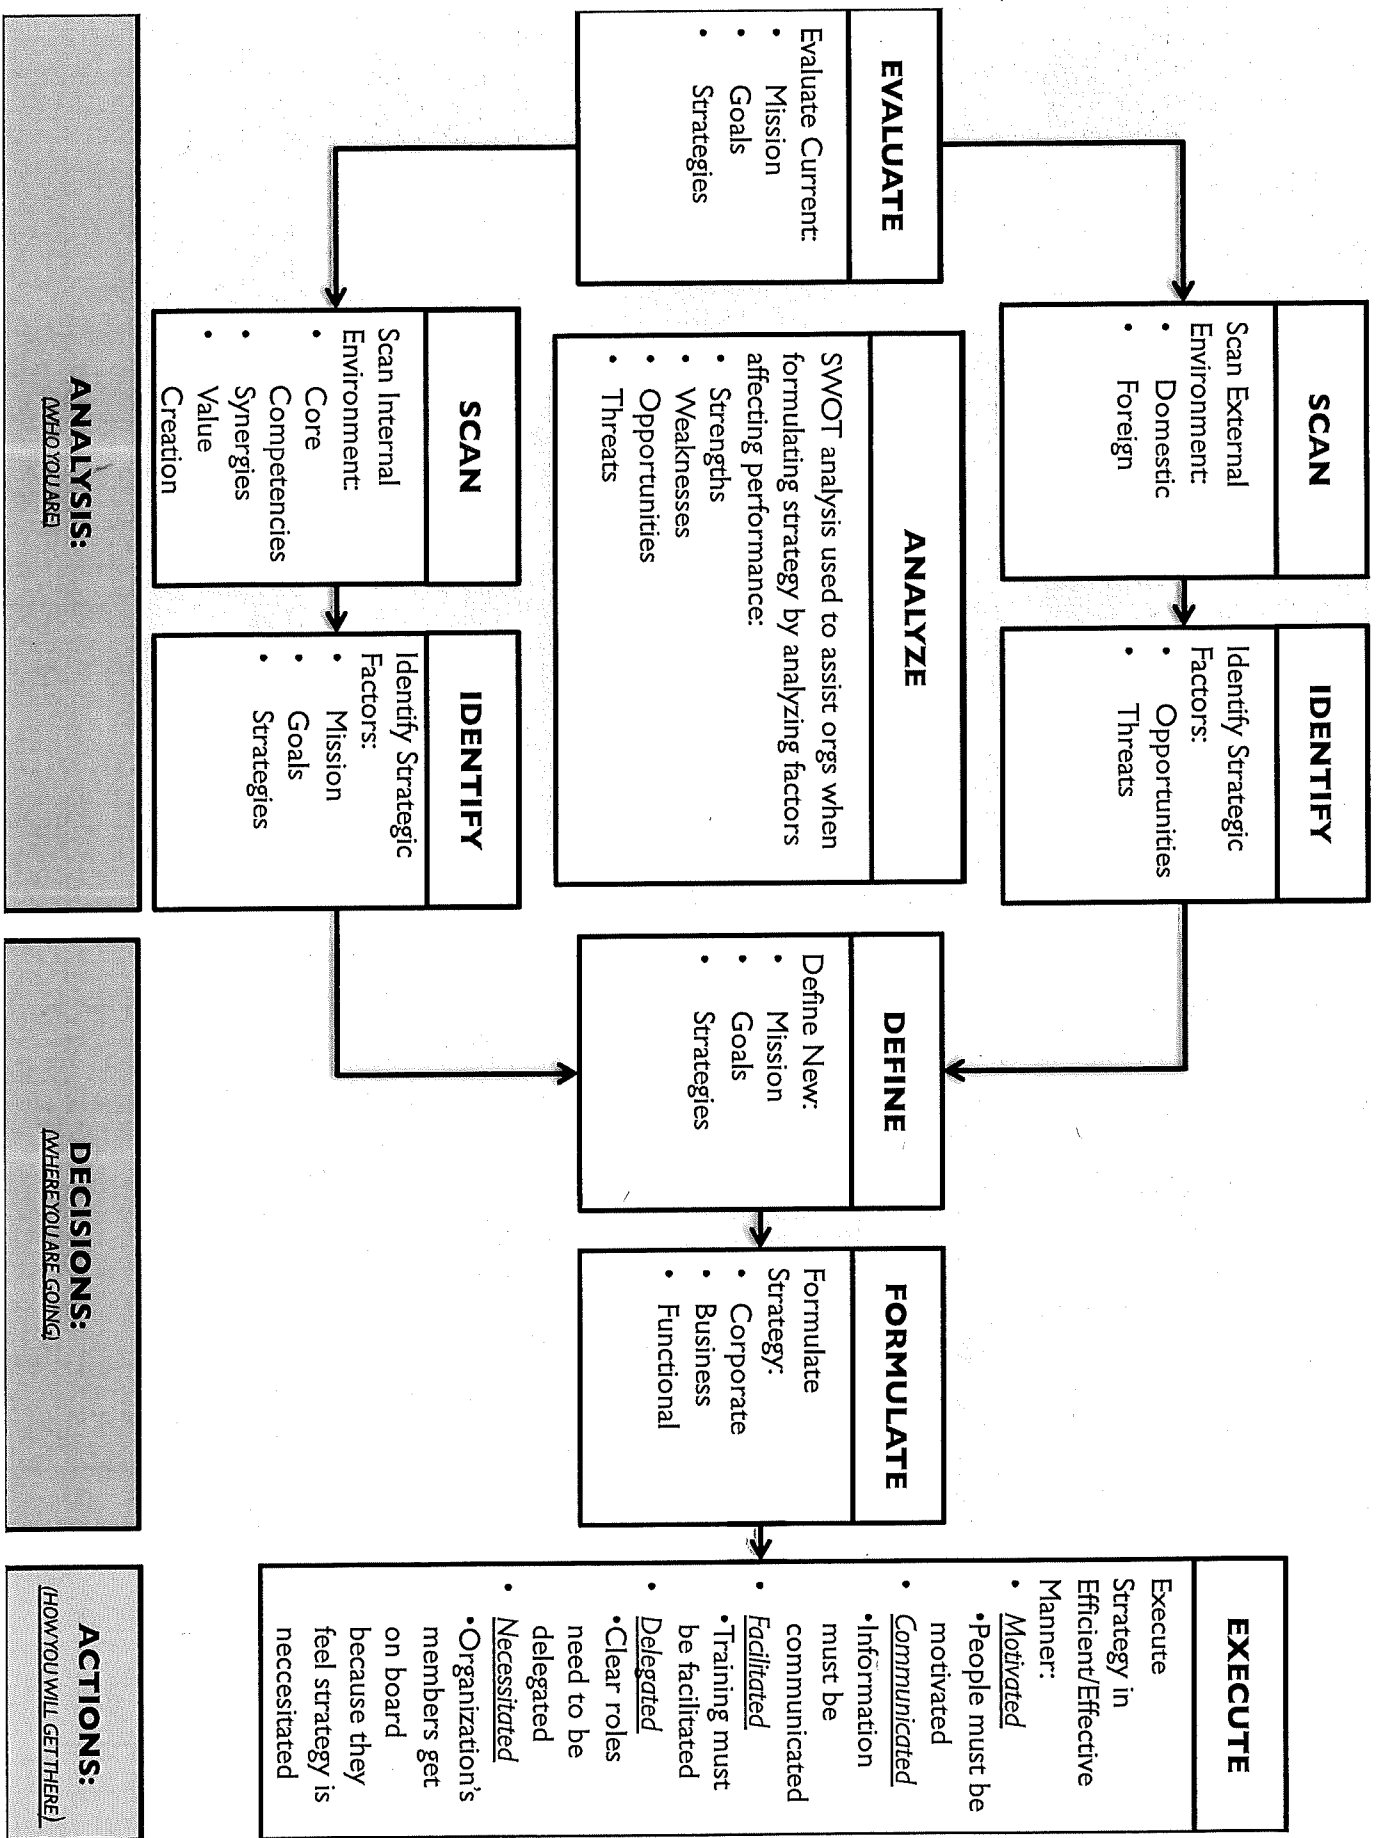 EVALUATE
Evaluate Current:
• Mission
• Goals
• Strategies
SCAN
Scan External
Environment:
• Domestic
• Foreign
IDENTIFY
Identify Strategic
Factors:
• Opportunities
• Threats
ANALYZE
SWOT analysis used to assist orgs when
formulating strategy by analyzing factors
affecting performance:
• Strengths
• Weaknesses
• Opportunities
• Threats
SCAN
Scan Internal
Environment:
• Core
Competencies
• Synergies
• Value
Creation
IDENTIFY
Identify Strategic
Factors:
• Mission
• Goals
• Strategies
DEFINE
Define New:
• Mission
• Goals
• Strategies
FORMULATE
Formulate
Strategy:
• Corporate
• Business
• Functional
EXECUTE
Execute
Strategy in
Efficient/Effective
Manner:
• Motivated
•People must be
motivated
• Communicated
•Information
must be
communicated
• Facilitated
•Training must
be facilitated
• Delegated
•Clear roles
need to be
delegated
• Necessitated
•Organization's
members get
on board
because they
feel strategy is
neccesitated
ANALYSIS:
(WHO YOU ARE)
DECISIONS:
(WHERE YOU ARE GOING)
ACTIONS:
(HOW YOU WILL GET THERE)